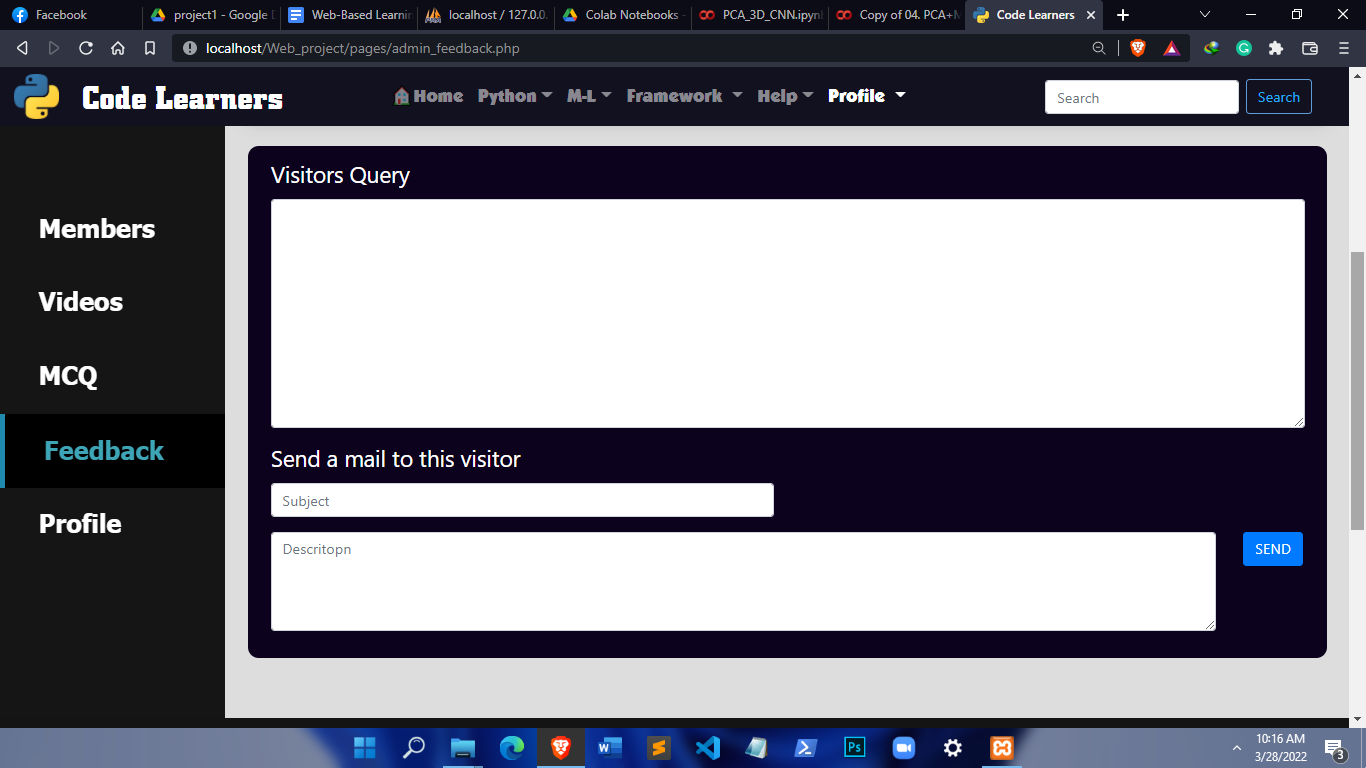 Facebook
project1 - Google D
Web-Based Learnin
localhost / 127.0.0.
Colab Notebooks -
PCA_3D_CNN.ipynb
Copy of 04. PCA+M
Code Learners
localhost/Web_project/pages/admin_feedback.php
Code Learners
Home Python M-L Framework Help Profile
Search
Search
Members
Videos
MCQ
Feedback
Profile
Visitors Query
Send a mail to this visitor
Subject
Descritopn
SEND
10:16 AM
3/28/2022
3